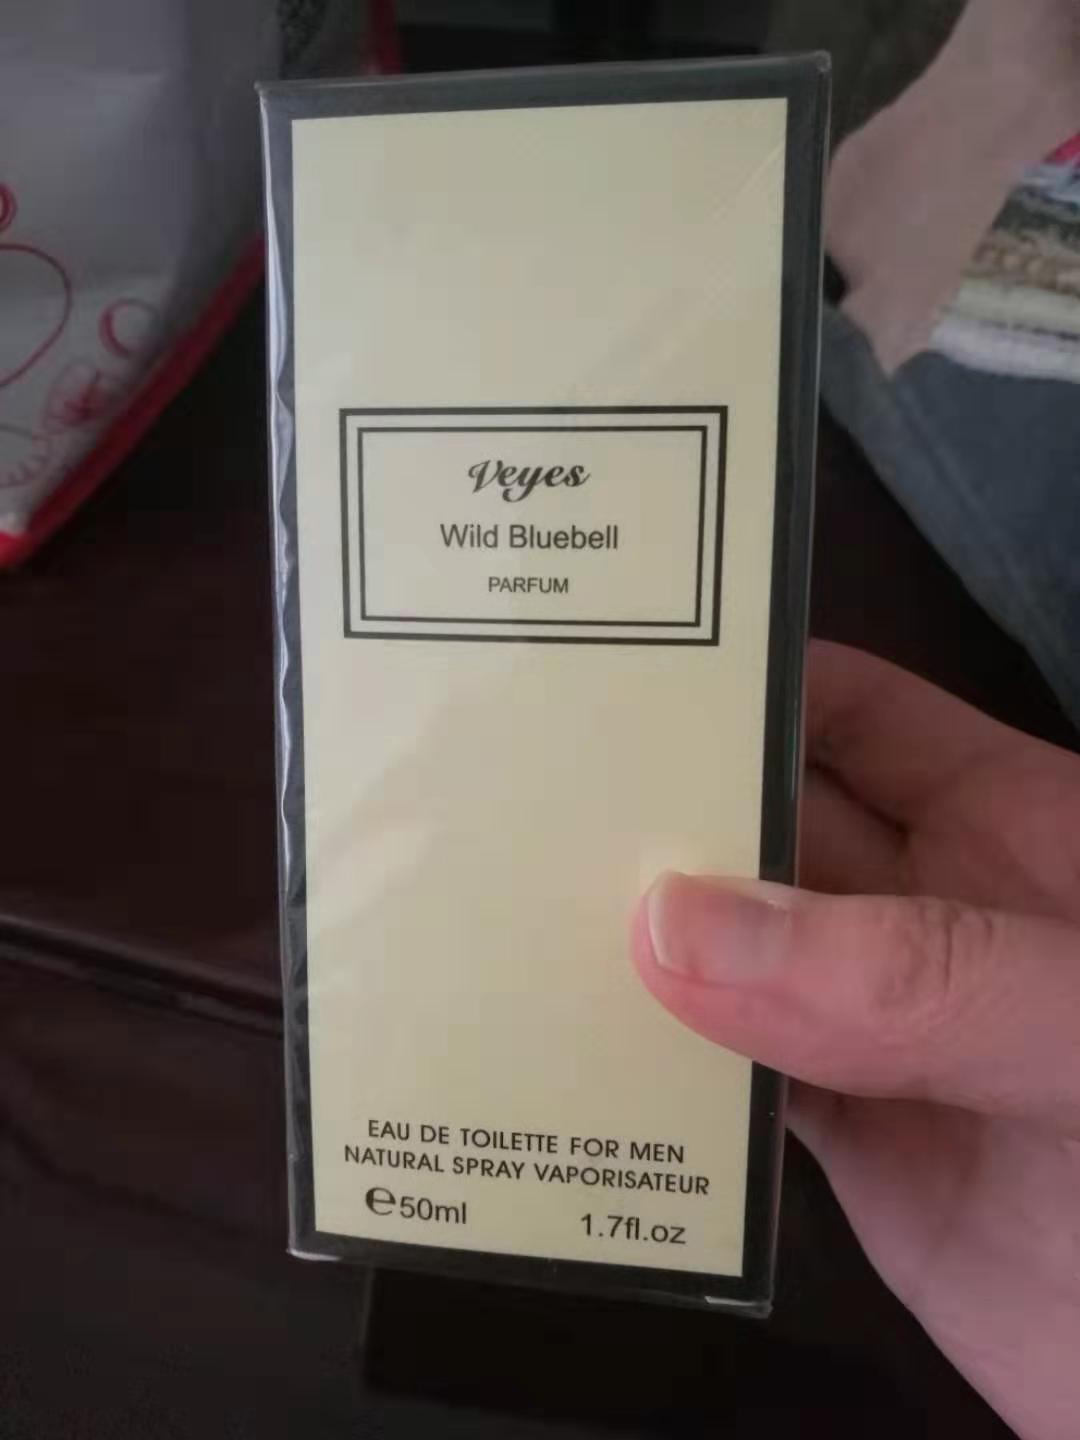 Veyes
Wild Bluebell
PARFUM
EAU DE TOILETTE FOR MEN
NATURAL SPRAY VAPORISATEUR
℮50ml 1.7fl.oz